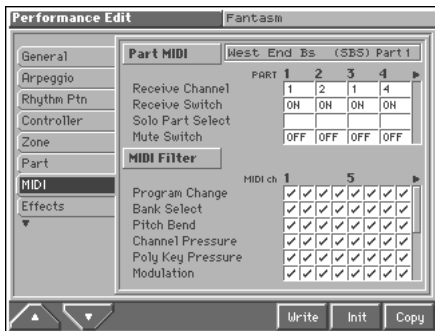 Performance Edit Fantasm
General
Arpeggio
Rhythm Ptn
Controller
Zone
Part
MIDI
Effects
Part MIDI West End Bs (SBS) Part 1
PART 1 2 3 4
Receive Channel 1 2 1 4
Receive Switch ON ON ON ON
Solo Part Select
Mute Switch OFF OFF OFF OFF
MIDI Filter
MIDI ch 1 5
Program Change
Bank Select
Pitch Bend
Channel Pressure
Poly Key Pressure
Modulation
Write Init Copy